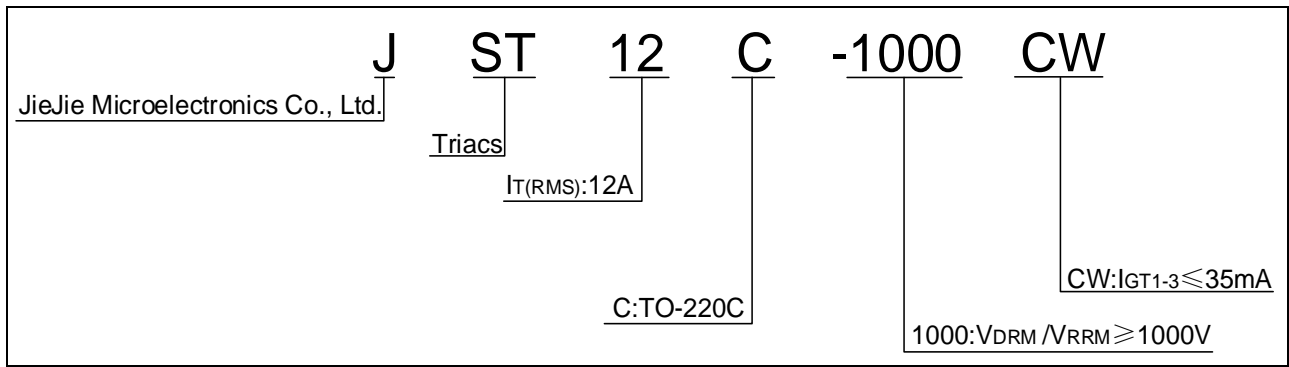 J ST 12 C -1000 CW
JieJie Microelectronics Co., Ltd.
Triacs
IT(RMS):12A
CW:IGT1-3≤35mA
C:TO-220C
1000:VDRM /VRRM≥1000V